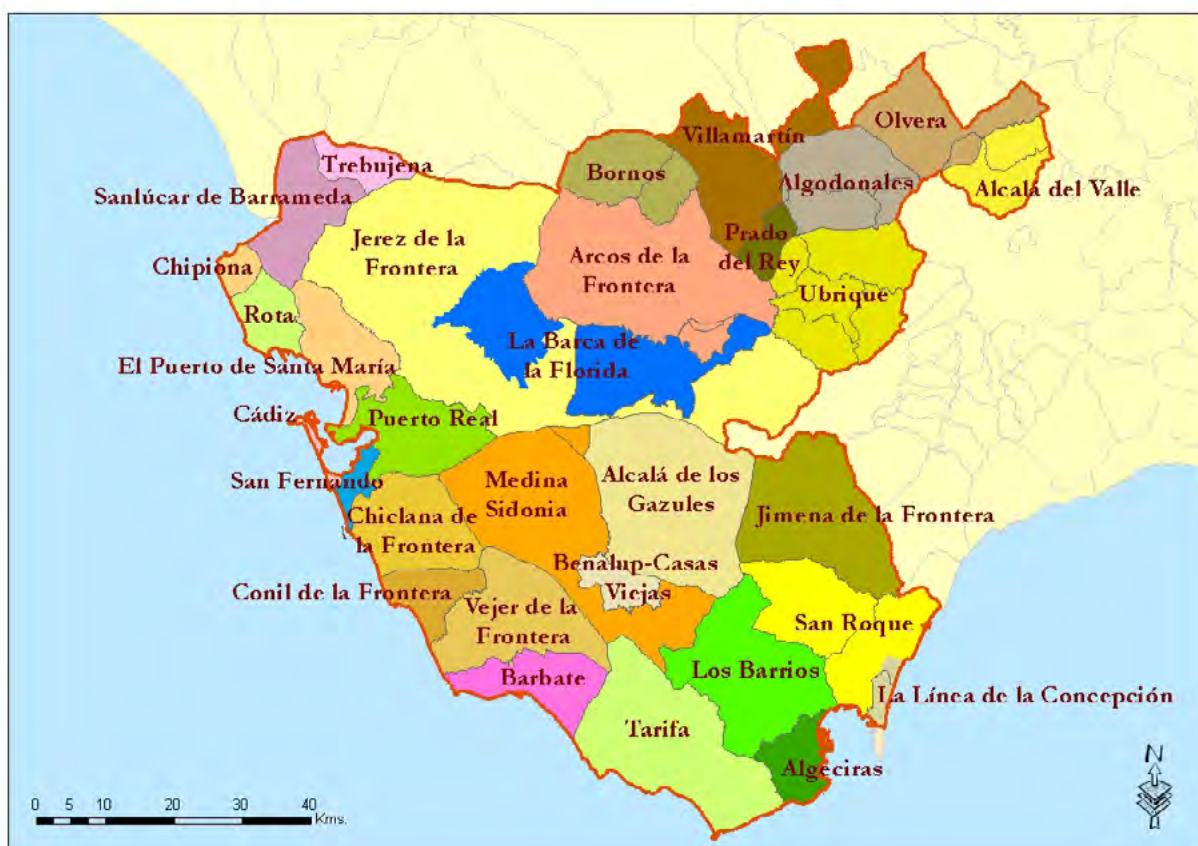 Olvera
Villamartín
Trebujena
Bornos
Algodonales
Alcalá del Valle
Sanlúcar de Barrameda
Jerez de la
Frontera
Prado
del Rey
Arcos de la
Frontera
Chipiona
Ubrique
Rota
La Barca de
la Florida
El Puerto de Santa María
Cádiz
Puerto Real
San Fernando
Medina
Sidonia
Alcalá de los
Gazules
Chiclana de
la Frontera
Jimena de la Frontera
Benalup-Casas
Viejas
Conil de la Frontera
Vejer de la
Frontera
San Roque
Barbate
Los Barrios
La Línea de la Concepción
Tarifa
Algeciras
N
0 5 10 20 30 40
Kms.